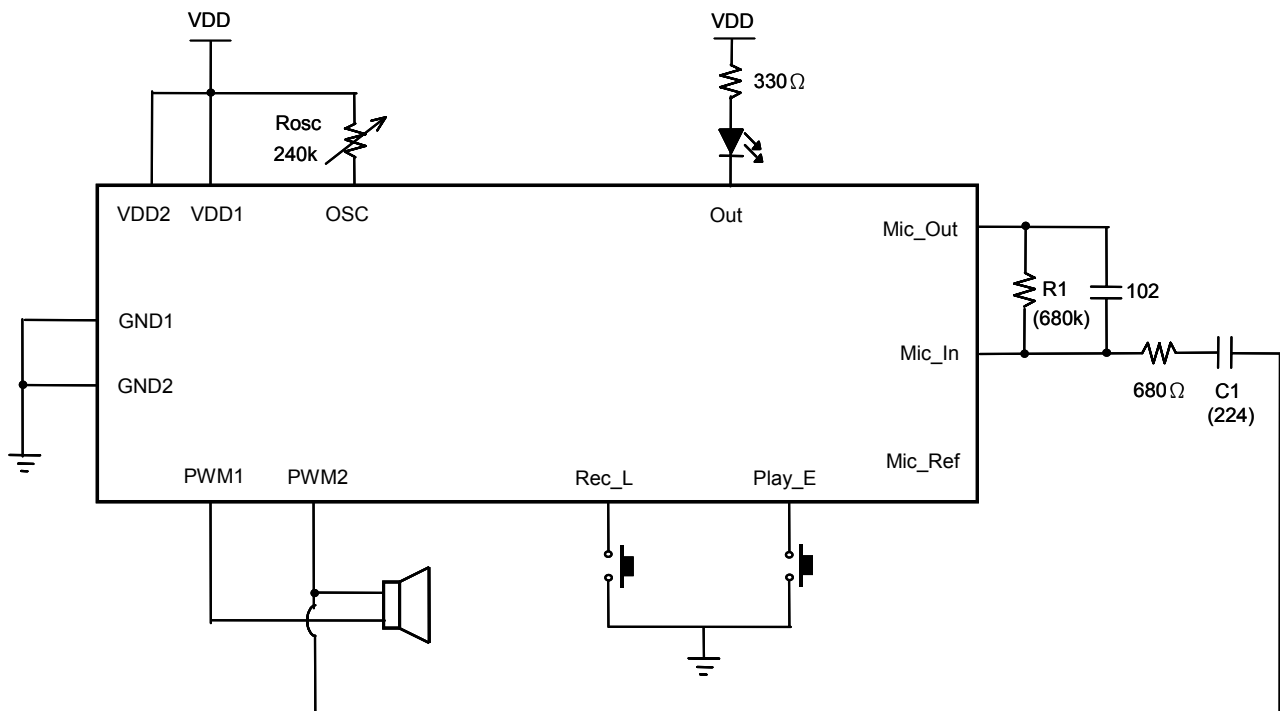 VDD
VDD
330Ω
Rosc
240k
VDD2
VDD1
OSC
Out
Mic_Out
R1
(680k)
102
GND1
Mic_In
GND2
680Ω
C1
(224)
Mic_Ref
PWM1
PWM2
Rec_L
Play_E